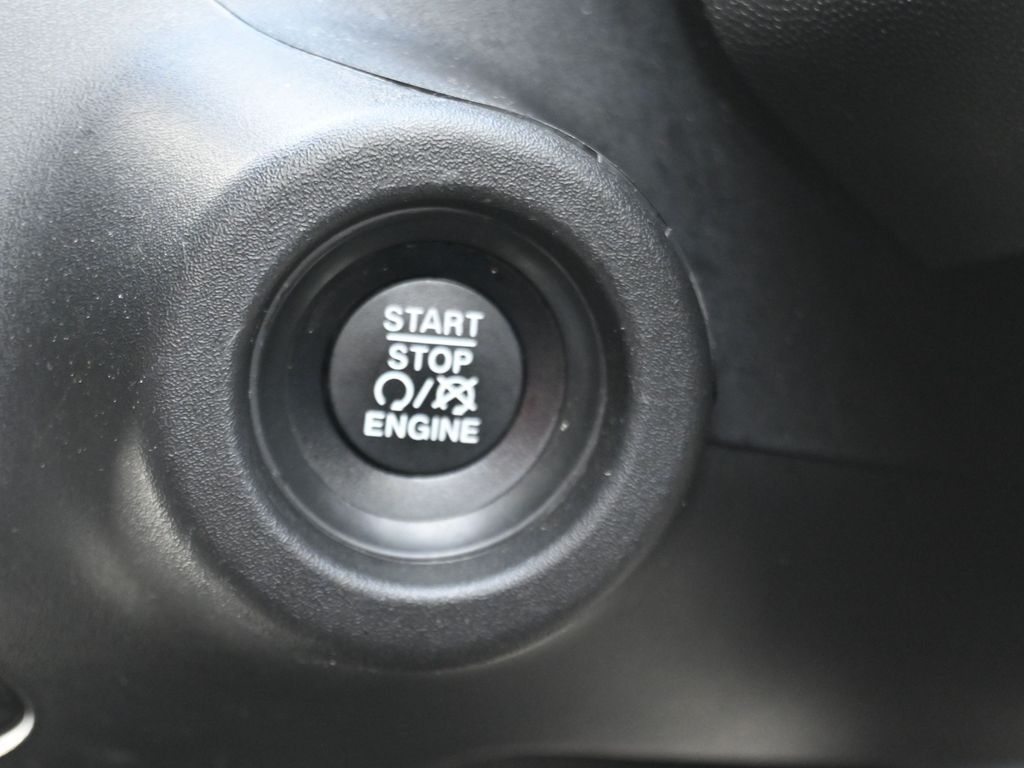 START
STOP
/
ENGINE